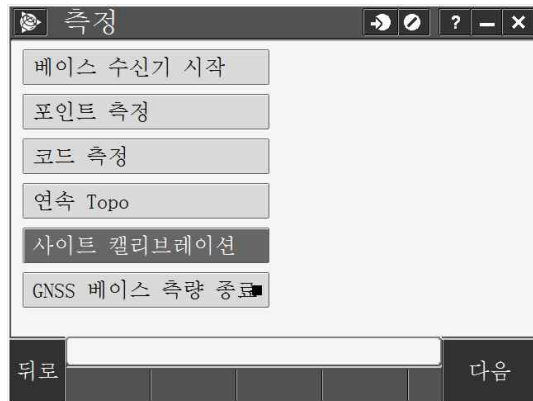 측정
? – ×
베이스 수신기 시작
포인트 측정
코드 측정
연속 Topo
사이트 캘리브레이션
GNSS 베이스 측량 종료
뒤로
다음